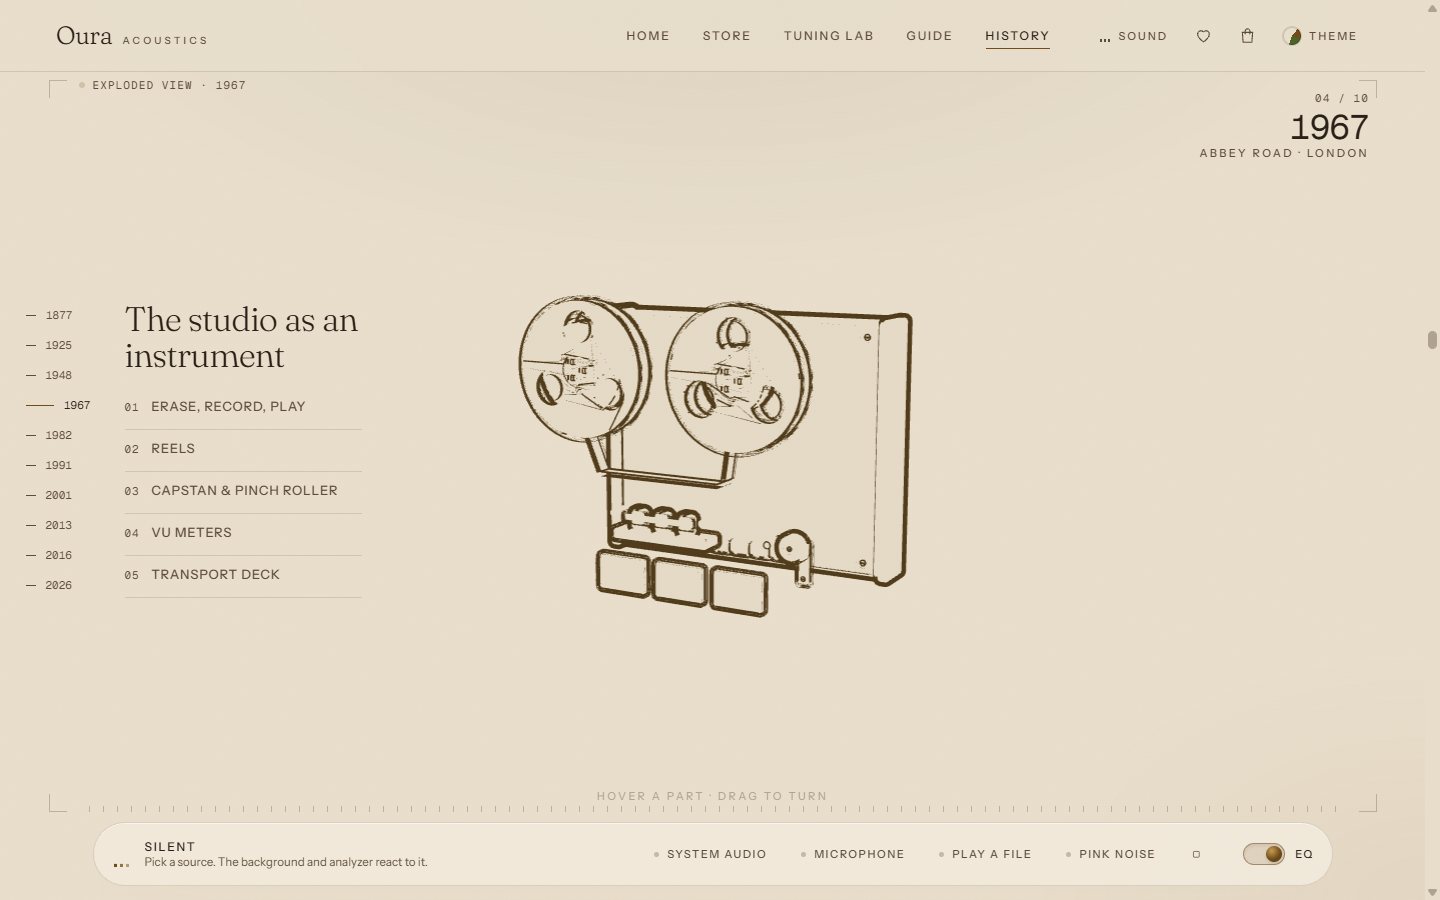 Oura ACOUSTICS
HOME
STORE
TUNING LAB
GUIDE
HISTORY
SOUND
THEME
EXPLODED VIEW · 1967
04 / 10
1967
ABBEY ROAD · LONDON
1877
1925
1948
1967
1982
1991
2001
2013
2016
2026
The studio as an
instrument
01 ERASE, RECORD, PLAY
02 REELS
03 CAPSTAN & PINCH ROLLER
04 VU METERS
05 TRANSPORT DECK
HOVER A PART · DRAG TO TURN
SILENT
Pick a source. The background and analyzer react to it.
SYSTEM AUDIO
MICROPHONE
PLAY A FILE
PINK NOISE
EQ